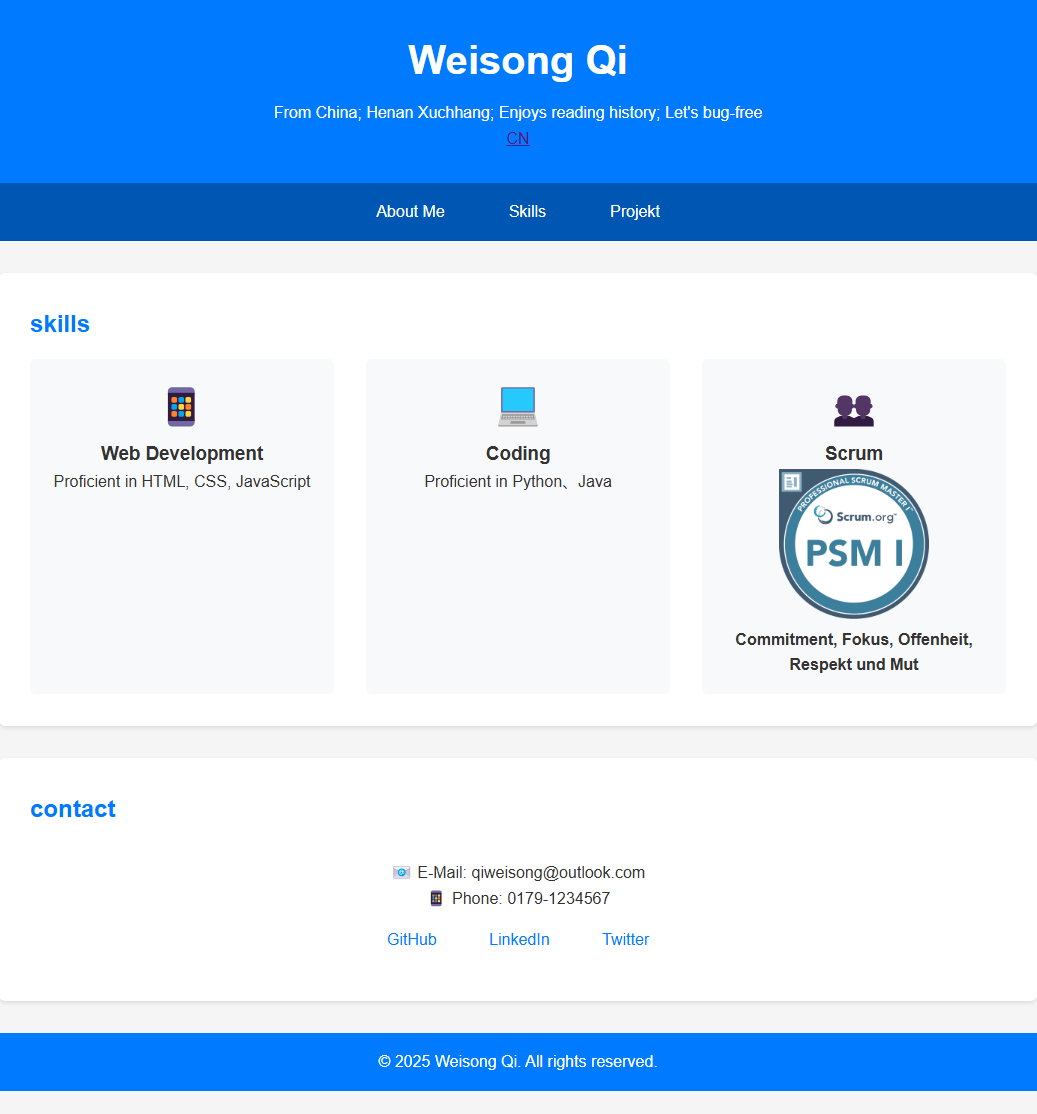 Weisong Qi
From China; Henan Xuchhang; Enjoys reading history; Let's bug-free
CN
About Me
Skills
Projekt
skills
Web Development
Proficient in HTML, CSS, JavaScript
Coding
Proficient in Python、Java
Scrum
PROFESSIONAL SCRUM MASTER I™
Scrum.org™
PSM I
Commitment, Fokus, Offenheit,
Respekt und Mut
contact
E-Mail: qiweisong@outlook.com
Phone: 0179-1234567
GitHub
LinkedIn
Twitter
© 2025 Weisong Qi. All rights reserved.